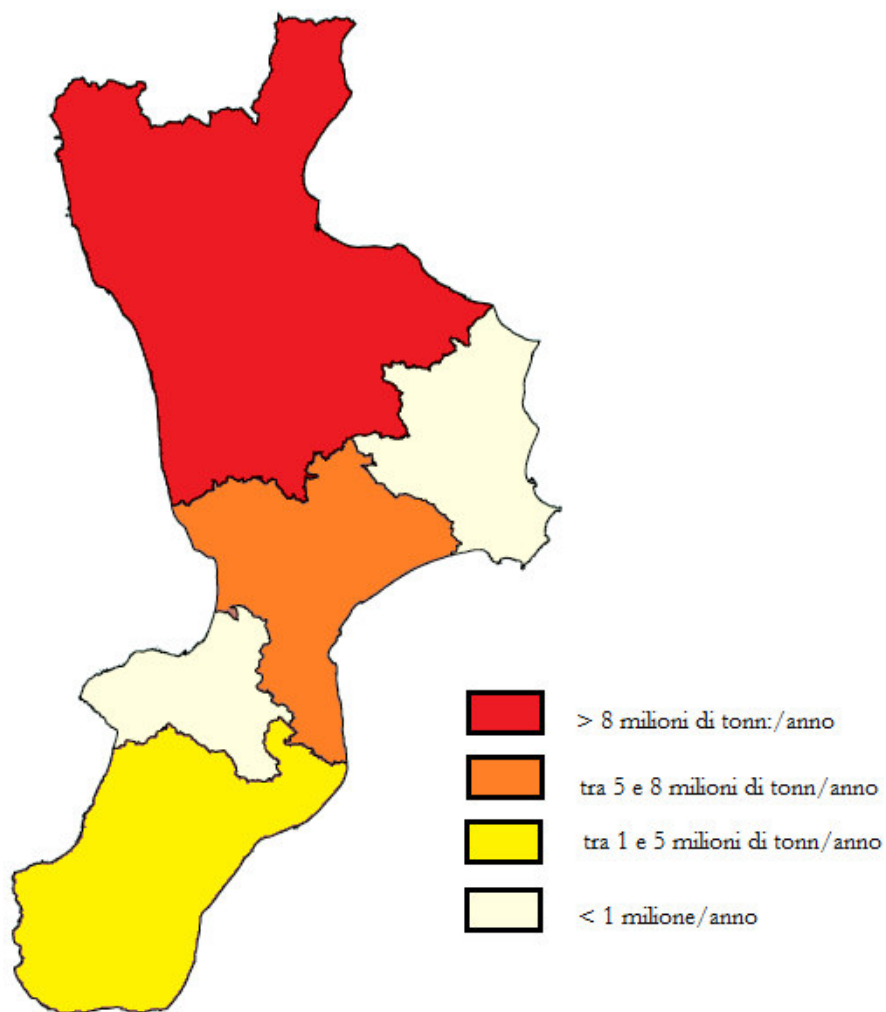 > 8 milioni di tonn:/anno
tra 5 e 8 milioni di tonn/anno
tra 1 e 5 milioni di tonn/anno
< 1 milione/anno